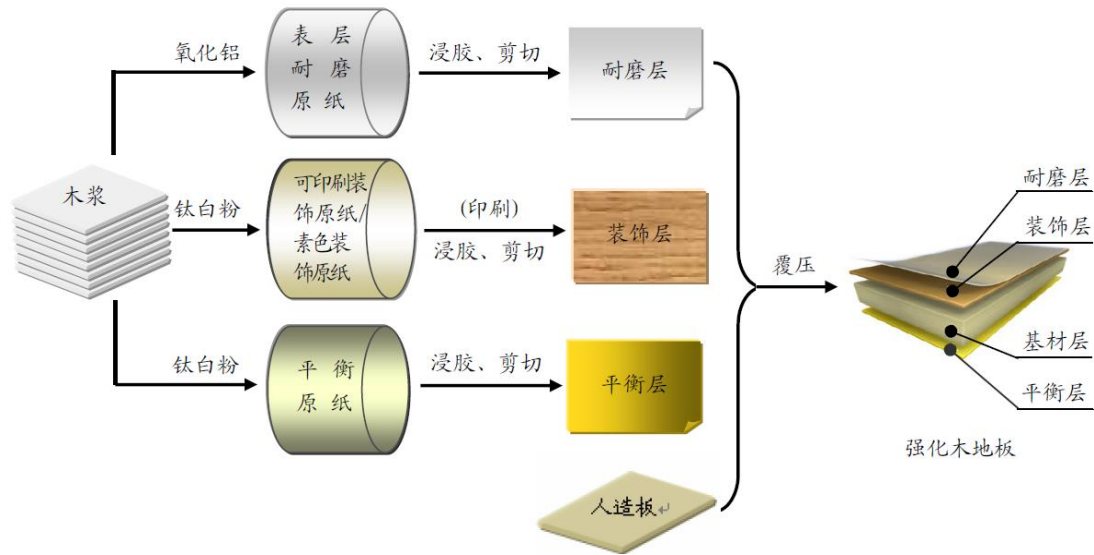 氧化铝
表 层
耐 磨
原 纸
浸胶、剪切
耐磨层
木浆
钛白粉
可印刷装
饰原纸/
素色装
饰原纸
(印刷)
浸胶、剪切
装饰层
钛白粉
平 衡
原 纸
浸胶、剪切
平衡层
人造板↵
覆压
耐磨层
装饰层
基材层
平衡层
强化木地板